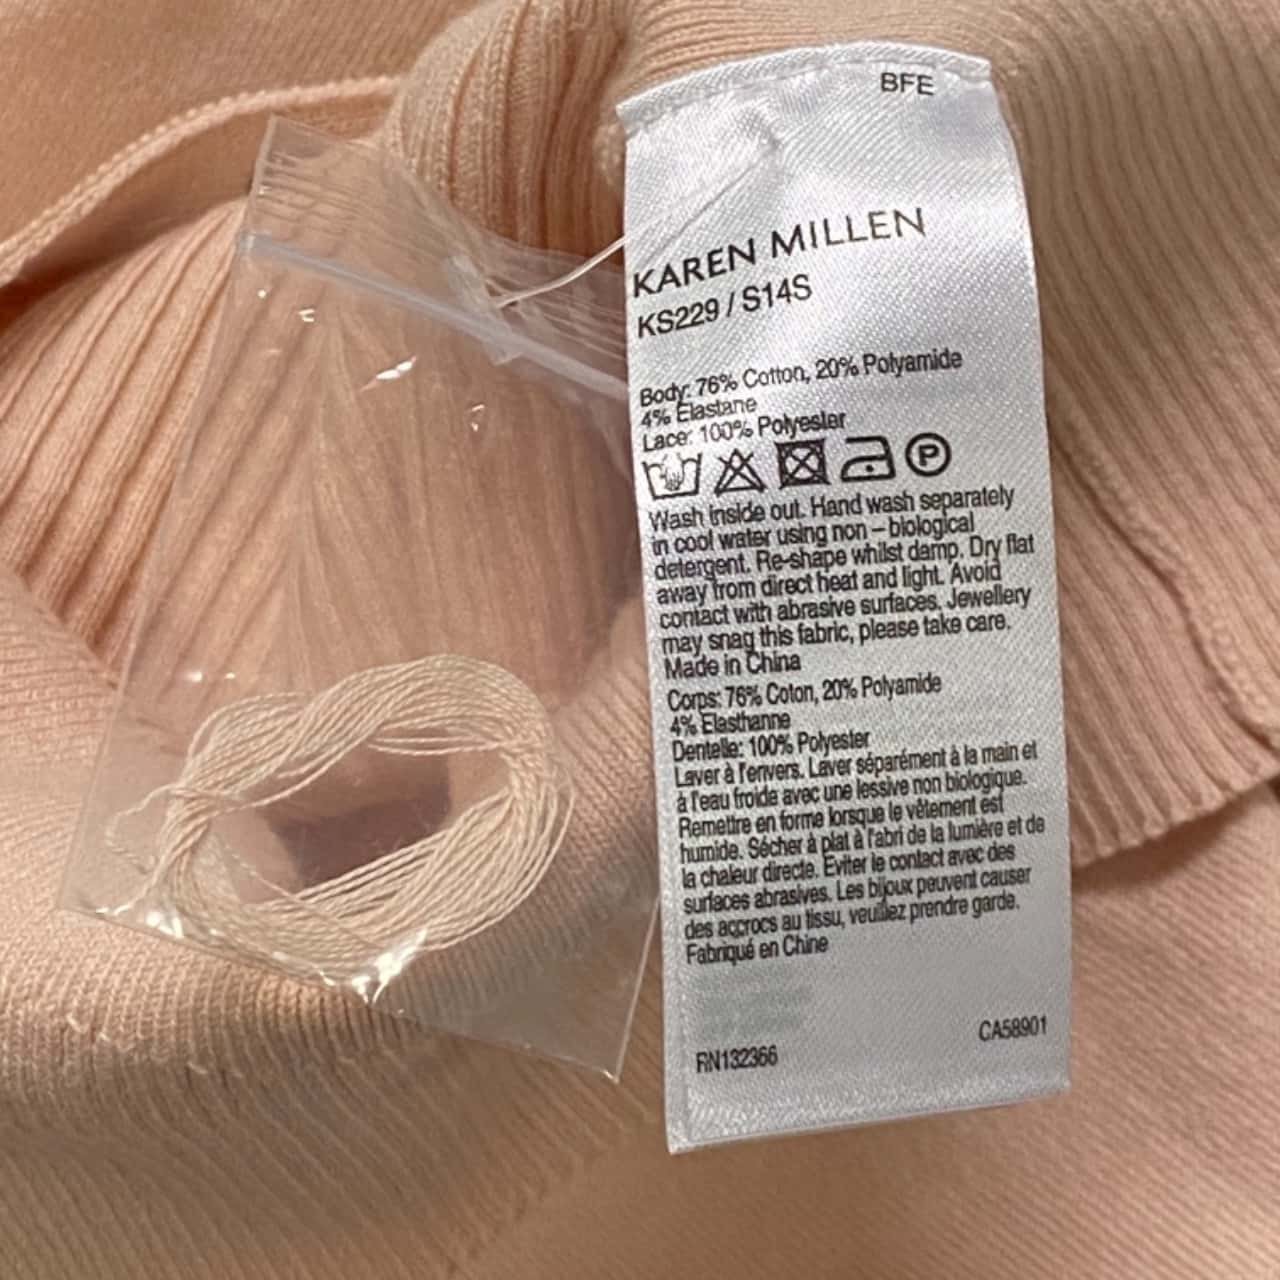 BFE
KAREN MILLEN
KS229 / S14S
Body: 76% Cotton, 20% Polyamide
4% Elastane
Lace: 100% Polyester
P
Wash inside out. Hand wash separately
in cool water using non – biological
detergent. Re-shape whilst damp. Dry flat
away from direct heat and light. Avoid
contact with abrasive surfaces. Jewellery
may snag this fabric, please take care.
Made in China
Corps: 76% Coton, 20% Polyamide
4% Elasthanne
Dentelle: 100% Polyester
Laver à l'envers. Laver séparément à la main et
à l'eau froide avec une lessive non biologique.
Remettre en forme lorsque le vêtement est
humide. Sécher à plat à l'abri de la lumière et de
la chaleur directe. Eviter le contact avec des
surfaces abrasives. Les bijoux peuvent causer
des accrocs au tissu, veuillez prendre garde.
Fabriqué en Chine
CA58901
RN132366